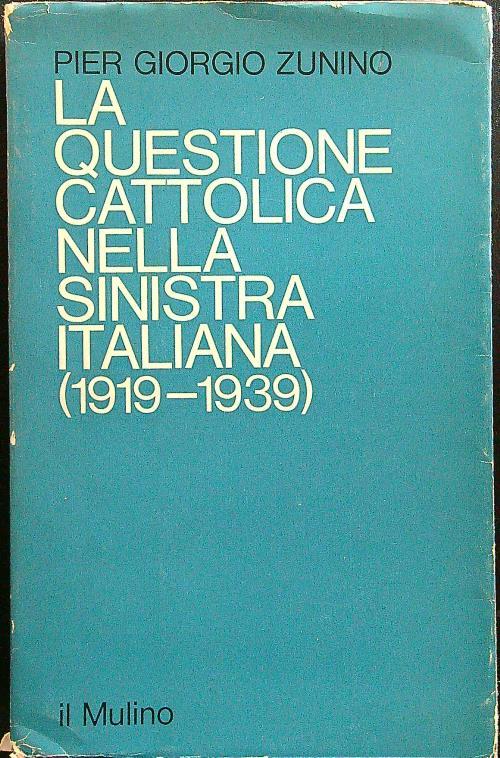 PIER GIORGIO ZUNINO
LA
QUESTIONE
CATTOLICA
NELLA
SINISTRA
ITALIANA
(1919–1939)
il Mulino